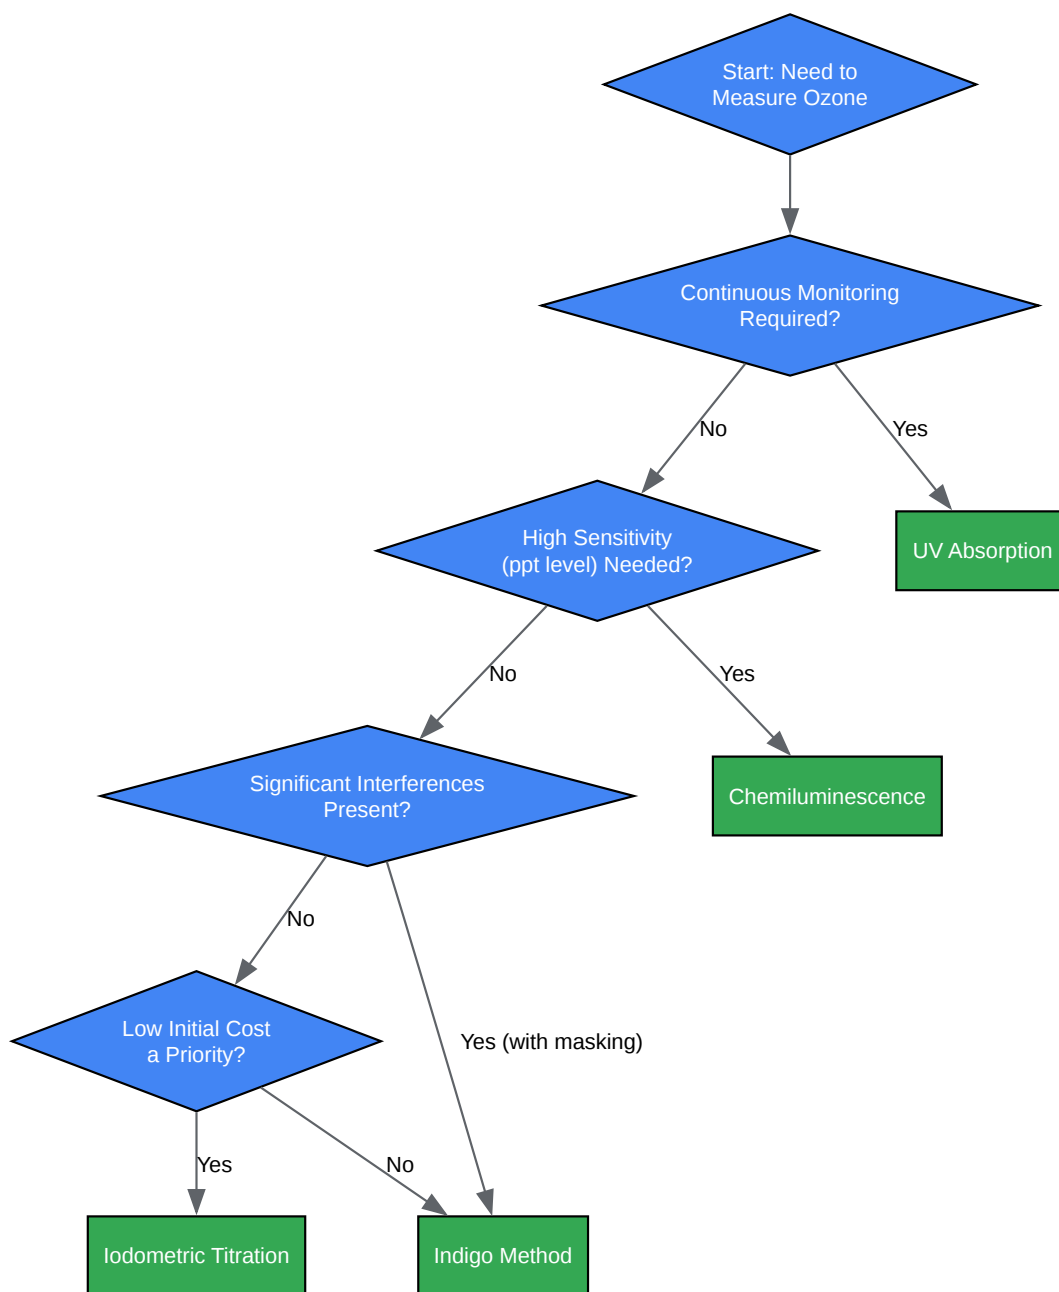 Start: Need to
Measure Ozone
Continuous Monitoring
Required?
No
Yes
High Sensitivity
(ppt level) Needed?
UV Absorption
No
Yes
Significant Interferences
Present?
Chemiluminescence
No
Low Initial Cost
a Priority?
Yes (with masking)
Yes
No
Iodometric Titration
Indigo Method